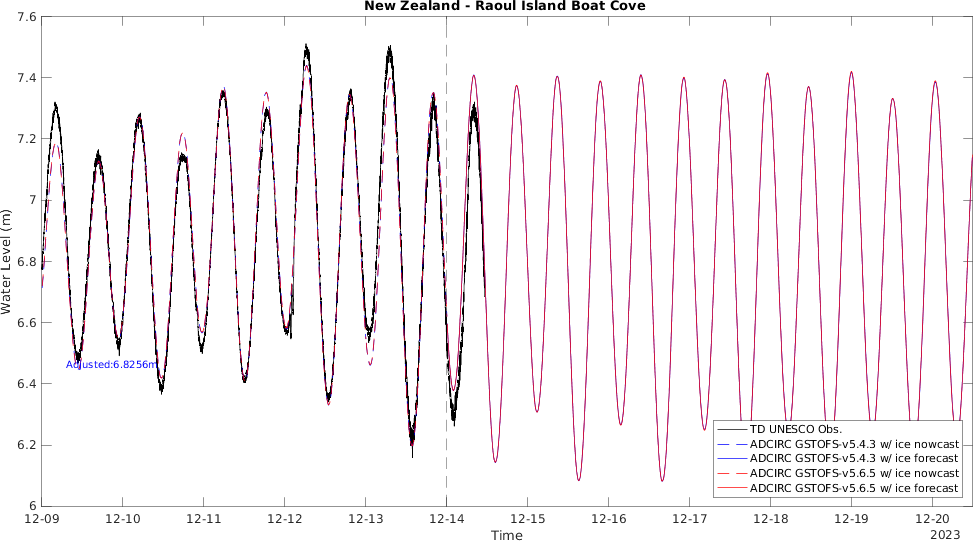 New Zealand - Raoul Island Boat Cove
7.6
7.4
7.2
7
6.8
6.6
6.4
6.2
6
Water Level (m)
Adjusted:6.8256m
TD UNESCO Obs.
ADCIRC GSTOFS-v5.4.3 w/ ice nowcast
ADCIRC GSTOFS-v5.4.3 w/ ice forecast
ADCIRC GSTOFS-v5.6.5 w/ ice nowcast
ADCIRC GSTOFS-v5.6.5 w/ ice forecast
12-09 12-10 12-11 12-12 12-13 12-14 12-15 12-16 12-17 12-18 12-19 12-20
Time 2023